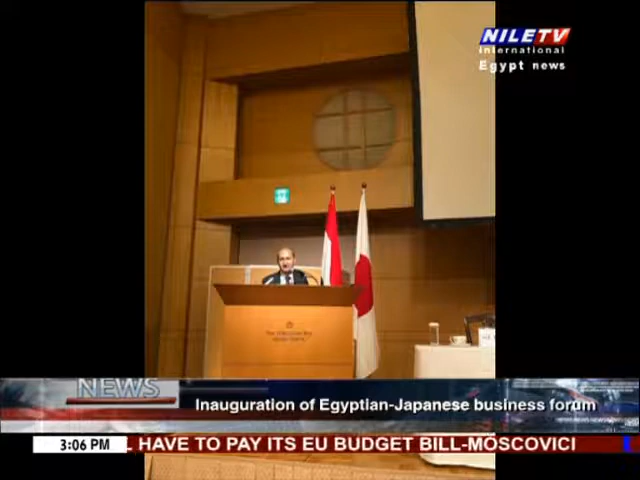 NILETV
International
Egypt news
NEWS
Inauguration of Egyptian-Japanese business forum
3:06 PM
L HAVE TO PAY ITS EU BUDGET BILL-MOSCOVICI